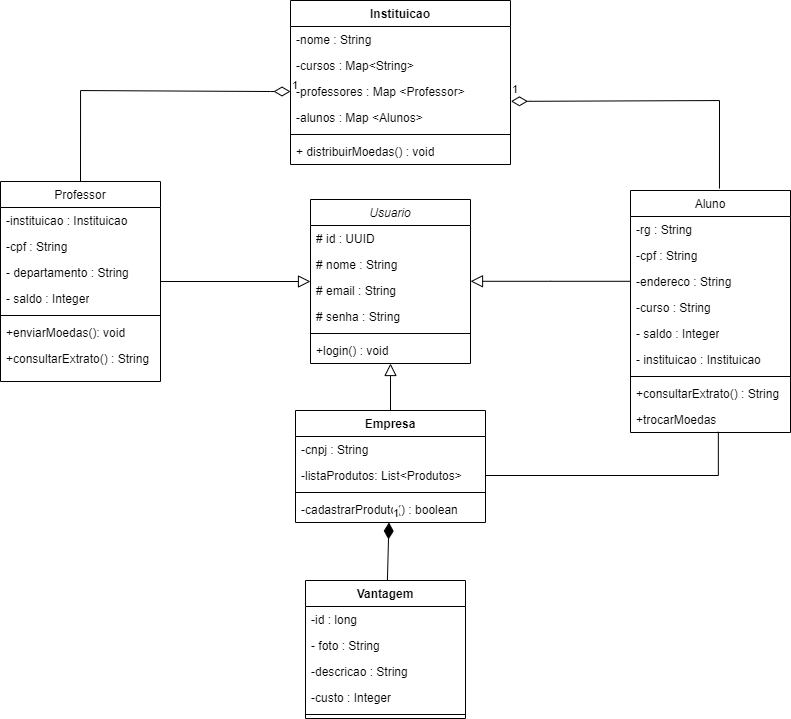 Instituicao
-nome : String
-cursos : Map<String>
-professores : Map <Professor>
-alunos : Map <Alunos>
+ distribuirMoedas() : void
1
1
Professor
-instituicao : Instituicao
-cpf : String
- departamento : String
- saldo : Integer
+enviarMoedas(): void
+consultarExtrato() : String
Usuario
# id : UUID
# nome : String
# email : String
# senha : String
+login() : void
Aluno
-rg : String
-cpf : String
-endereco : String
-curso : String
- saldo : Integer
- instituicao : Instituicao
+consultarExtrato() : String
+trocarMoedas
Empresa
-cnpj : String
-listaProdutos: List<Produtos>
-cadastrarProduto() : boolean
1
Vantagem
-id : long
- foto : String
-descricao : String
-custo : Integer